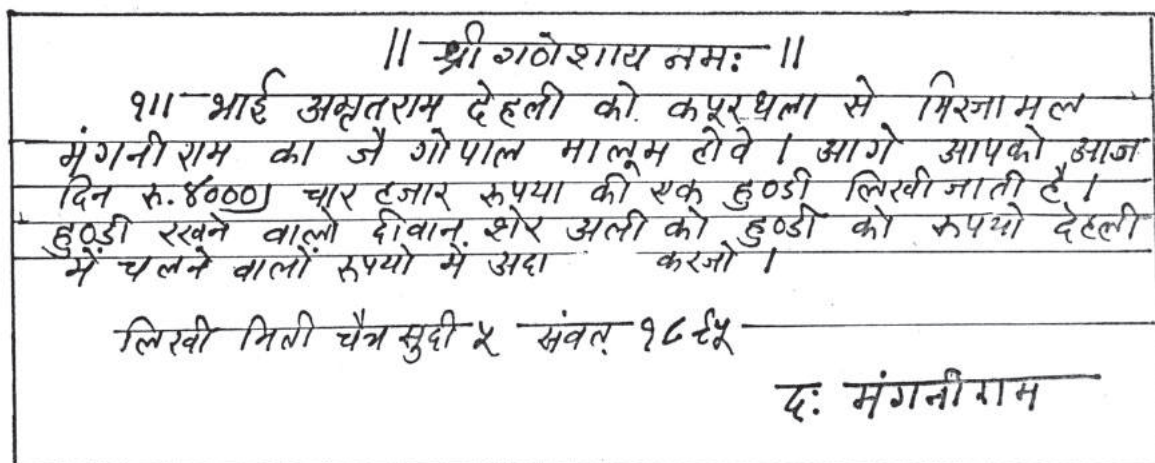 || श्री गणेशाय नमः ||
१|| भाई अमृतराम देहली को कपूरथला से मिरजामल
मंगनीराम का जै गोपाल मालूम होवे । आगे आपको आज
दिन रु.४०००) चार हजार रुपया की एक हुण्डी लिखी जाती है ।
हुण्डी रखने वालो दीवान शेर अली को हुण्डी को रुपयो देहली
में चलने वालों रुपयो में अदा करजो ।
लिखी मिती चैत्र सुदी ५ संवत् १८९५
दः मंगनीराम